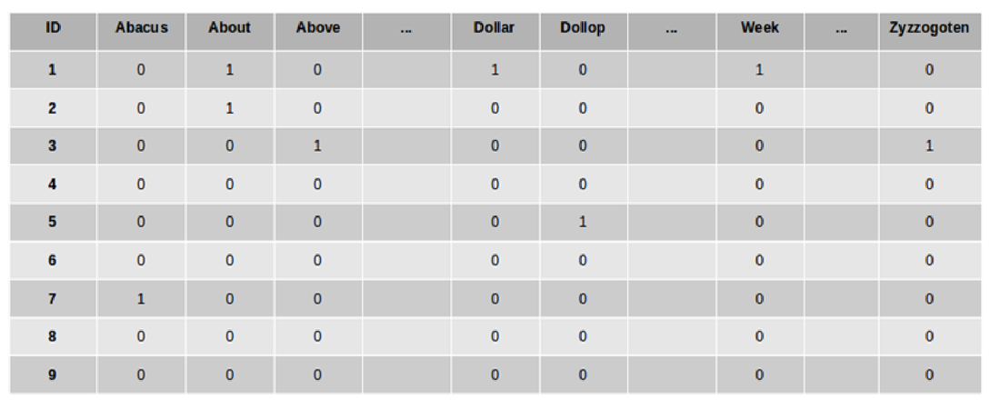 ID Abacus About Above ... Dollar Dollop ... Week ... Zyzzogoten
1 0 1 0 1 0 1 0
2 0 1 0 0 0 0 0
3 0 0 1 0 0 0 1
4 0 0 0 0 0 0 0
5 0 0 0 0 1 0 0
6 0 0 0 0 0 0 0
7 1 0 0 0 0 0 0
8 0 0 0 0 0 0 0
9 0 0 0 0 0 0 0